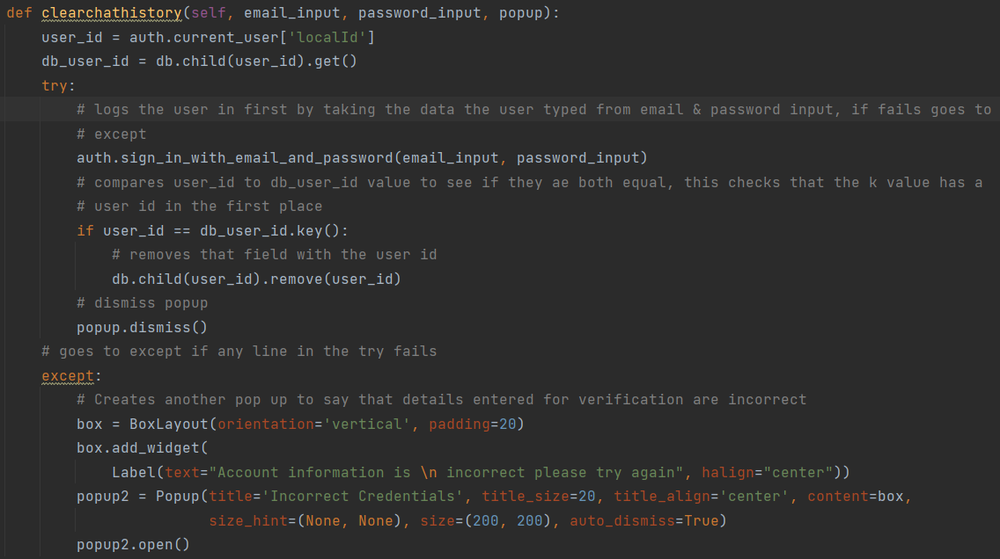 def clearchathistory(self, email_input, password_input, popup):
    user_id = auth.current_user['localId']
    db_user_id = db.child(user_id).get()
    try:
        # logs the user in first by taking the data the user typed from email & password input, if fails goes to
        # except
        auth.sign_in_with_email_and_password(email_input, password_input)
        # compares user_id to db_user_id value to see if they ae both equal, this checks that the k value has a
        # user id in the first place
        if user_id == db_user_id.key():
            # removes that field with the user id
            db.child(user_id).remove(user_id)
        # dismiss popup
        popup.dismiss()
    # goes to except if any line in the try fails
    except:
        # Creates another pop up to say that details entered for verification are incorrect
        box = BoxLayout(orientation='vertical', padding=20)
        box.add_widget(
            Label(text="Account information is \n incorrect please try again", halign="center"))
        popup2 = Popup(title='Incorrect Credentials', title_size=20, title_align='center', content=box,
                       size_hint=(None, None), size=(200, 200), auto_dismiss=True)
        popup2.open()